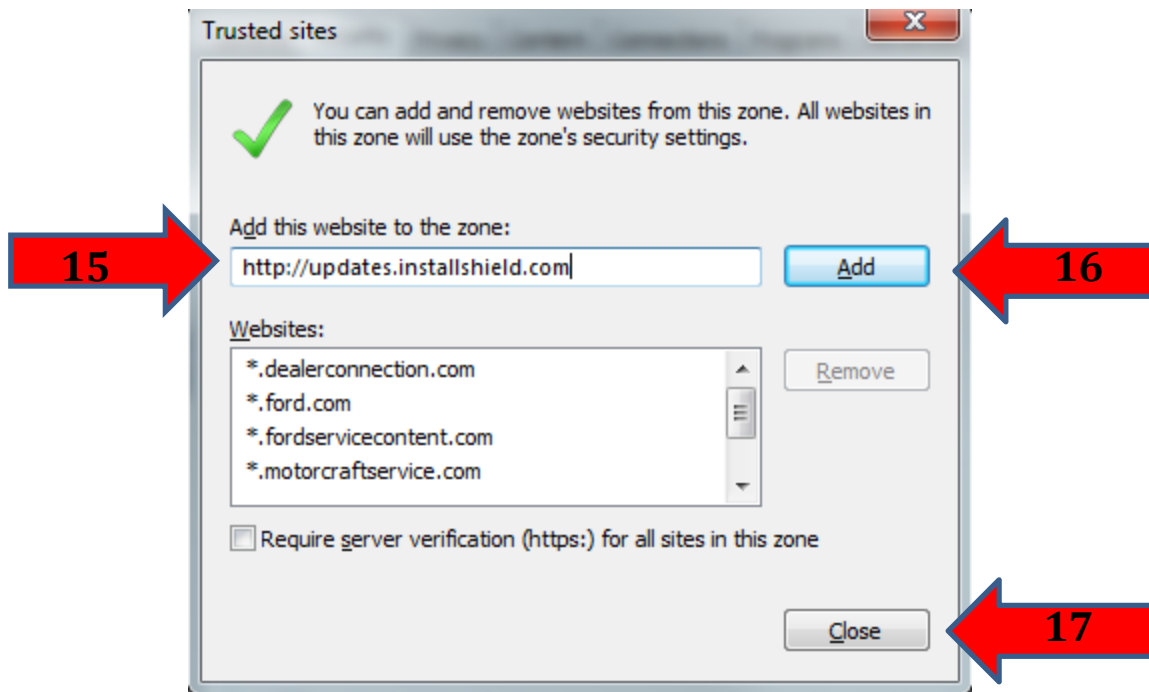 Trusted sites
You can add and remove websites from this zone. All websites in
this zone will use the zone's security settings.
Add this website to the zone:
15
http://updates.installshield.com
Add
16
Websites:
*.dealerconnection.com
*.ford.com
*.fordservicecontent.com
*.motorcraftservice.com
Remove
Require server verification (https:) for all sites in this zone
Close
17